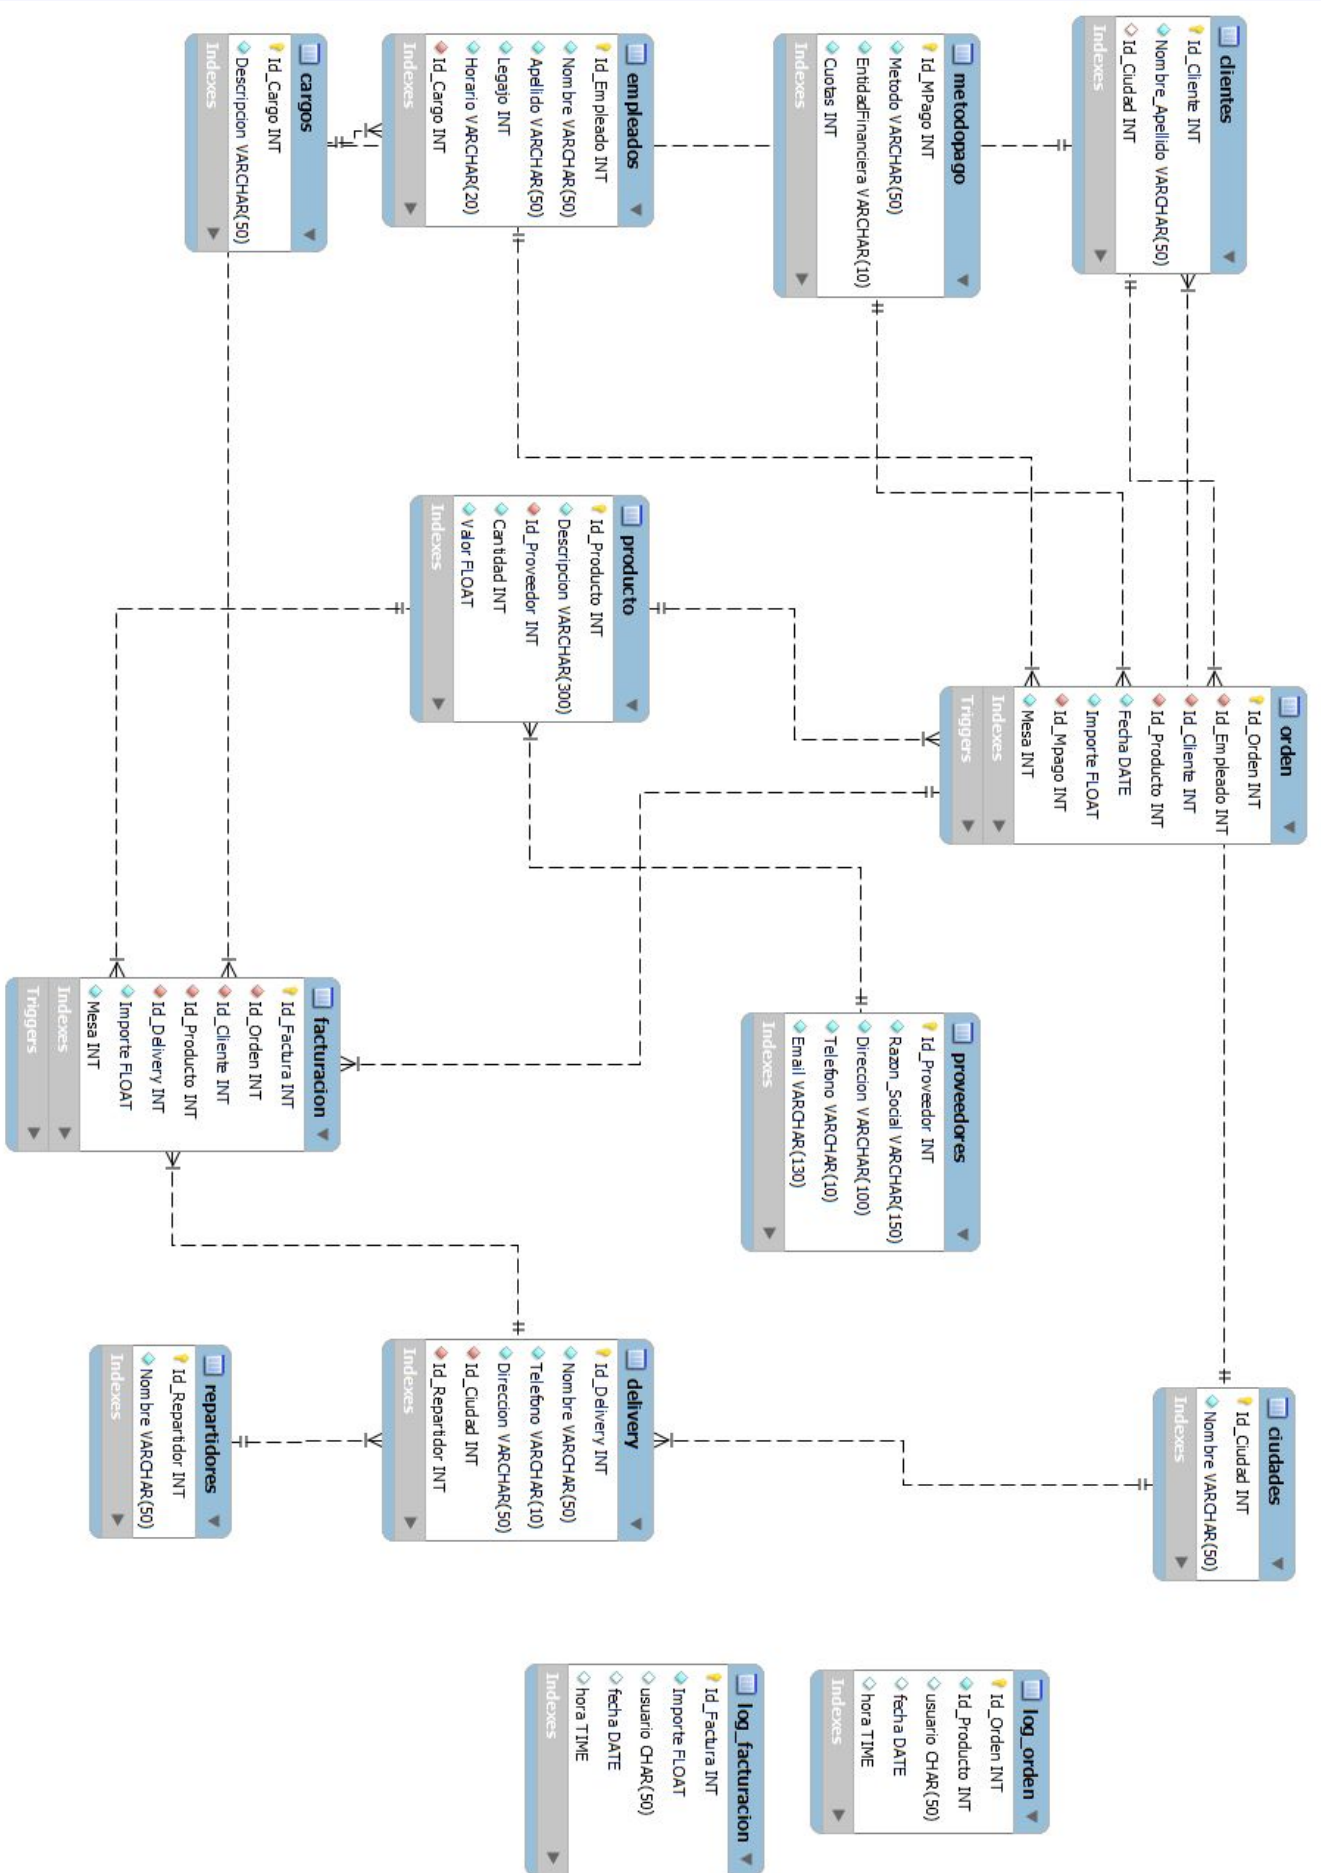 clientes
Id_Cliente INT
Nombre_Apellido VARCHAR(50)
Id_Ciudad INT
Indexes
metodopago
Id_MPago INT
Metodo VARCHAR(50)
EntidadFinanciera VARCHAR(10)
Cuotas INT
Indexes
empleados
Id_Empleado INT
Nombre VARCHAR(50)
Apellido VARCHAR(50)
Legajo INT
Horario VARCHAR(20)
Id_Cargo INT
Indexes
cargos
Id_Cargo INT
Descripcion VARCHAR(50)
Indexes
orden
Id_Orden INT
Id_Empleado INT
Id_Cliente INT
Id_Producto INT
Fecha DATE
Importe FLOAT
Id_Mpago INT
Mesa INT
Indexes
Triggers
producto
Id_Producto INT
Descripcion VARCHAR(300)
Id_Proveedor INT
Cantidad INT
Valor FLOAT
Indexes
proveedores
Id_Proveedor INT
Razon_Social VARCHAR(150)
Direccion VARCHAR(100)
Telefono VARCHAR(10)
Email VARCHAR(130)
Indexes
facturacion
Id_Factura INT
Id_Orden INT
Id_Cliente INT
Id_Producto INT
Id_Delivery INT
Importe FLOAT
Mesa INT
Indexes
Triggers
ciudades
Id_Ciudad INT
Nombre VARCHAR(50)
Indexes
delivery
Id_Delivery INT
Nombre VARCHAR(50)
Telefono VARCHAR(10)
Direccion VARCHAR(50)
Id_Ciudad INT
Id_Repartidor INT
Indexes
repartidores
Id_Repartidor INT
Nombre VARCHAR(50)
Indexes
log_orden
Id_Orden INT
Id_Producto INT
usuario CHAR(50)
fecha DATE
hora TIME
Indexes
log_facturacion
Id_Factura INT
Importe FLOAT
usuario CHAR(50)
fecha DATE
hora TIME
Indexes